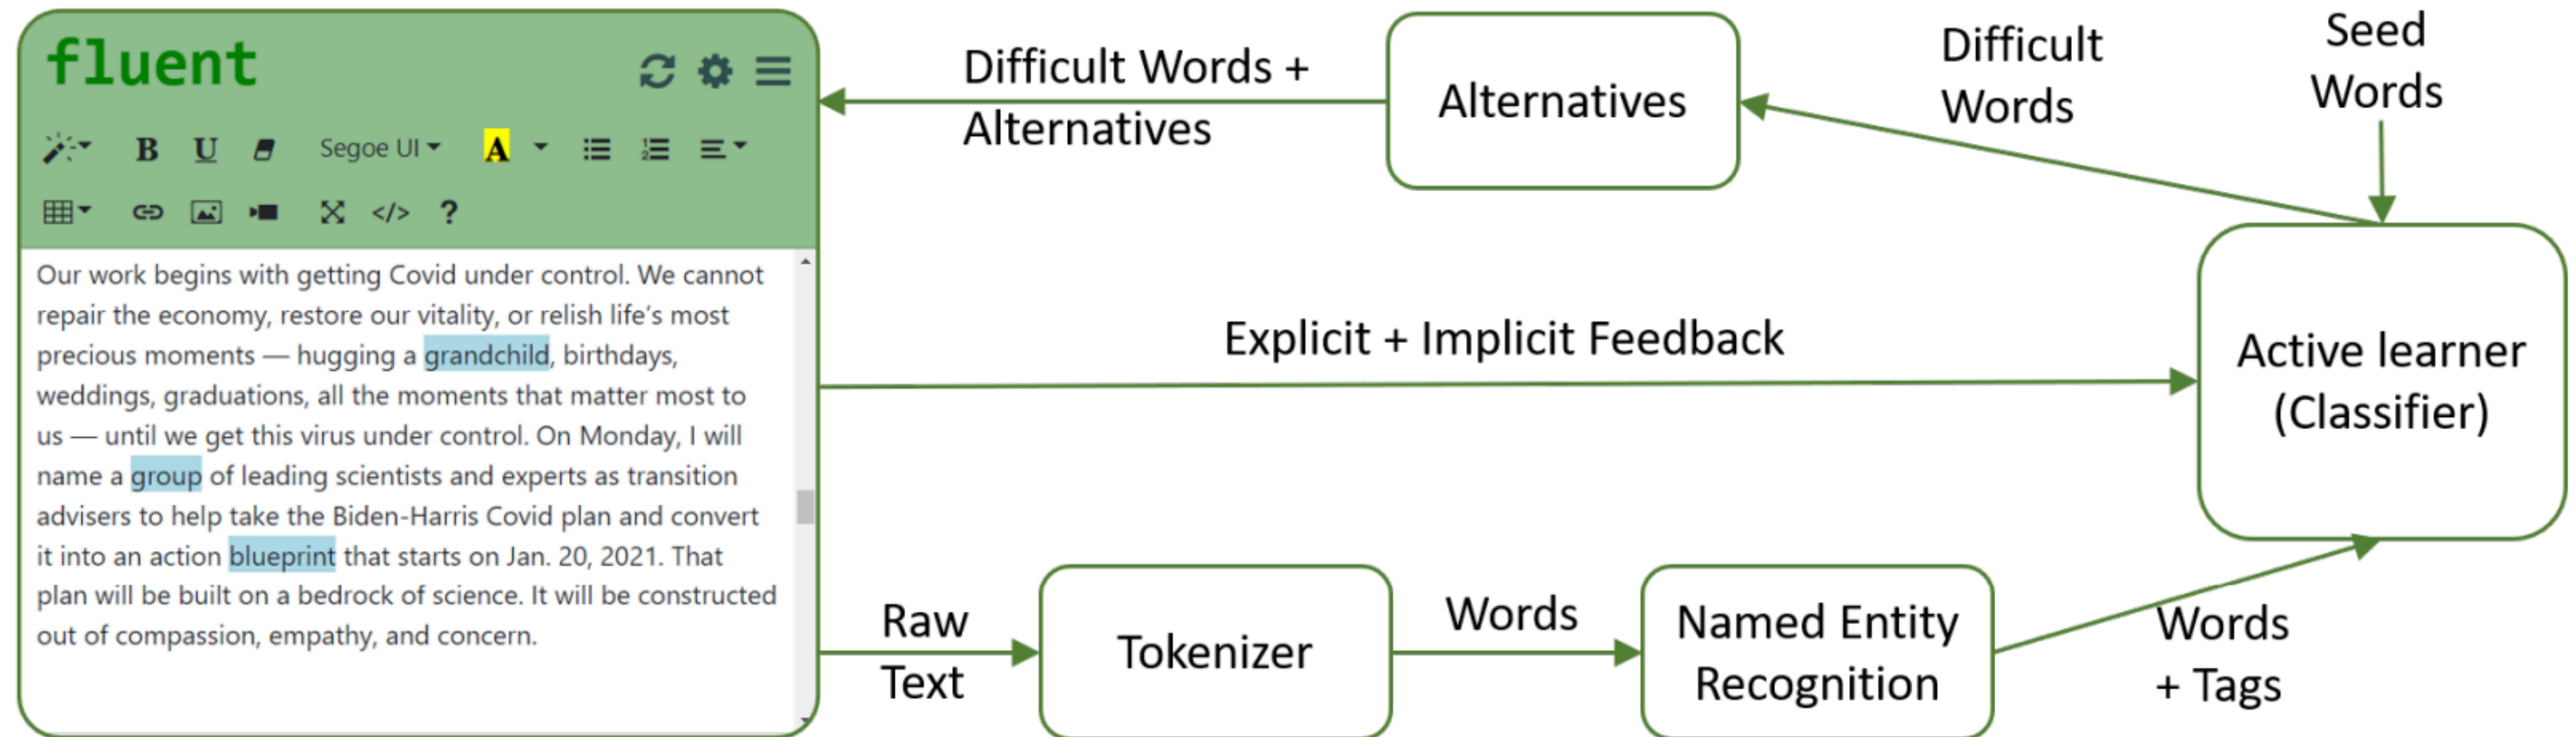 fluent
B U Segoe UI A
</> ?
Our work begins with getting Covid under control. We cannot
repair the economy, restore our vitality, or relish life's most
precious moments — hugging a grandchild, birthdays,
weddings, graduations, all the moments that matter most to
us — until we get this virus under control. On Monday, I will
name a group of leading scientists and experts as transition
advisers to help take the Biden-Harris Covid plan and convert
it into an action blueprint that starts on Jan. 20, 2021. That
plan will be built on a bedrock of science. It will be constructed
out of compassion, empathy, and concern.
Difficult Words +
Alternatives
Alternatives
Difficult
Words
Seed
Words
Explicit + Implicit Feedback
Active learner
(Classifier)
Raw
Text
Tokenizer
Words
Named Entity
Recognition
Words
+ Tags